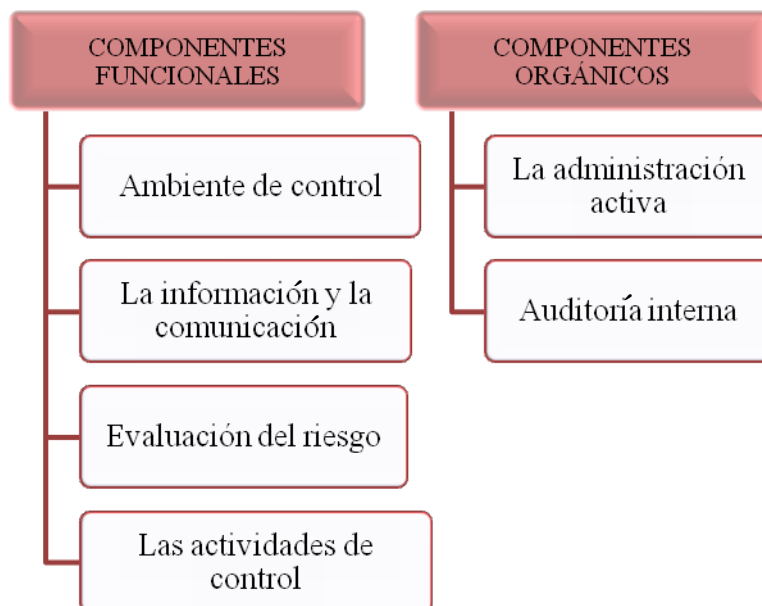 COMPONENTES
FUNCIONALES
Ambiente de control
La información y la
comunicación
Evaluación del riesgo
Las actividades de
control
COMPONENTES
ORGÁNICOS
La administración
activa
Auditoría interna